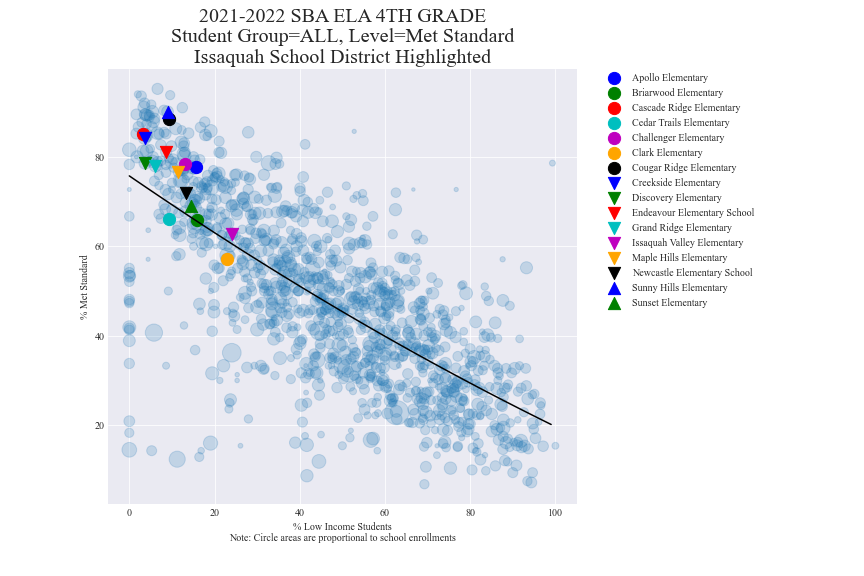 2021-2022 SBA ELA 4TH GRADE
Student Group=ALL, Level=Met Standard
Issaquah School District Highlighted
% Met Standard
80
60
40
20
0
20
40
60
80
100
% Low Income Students
Note: Circle areas are proportional to school enrollments
Apollo Elementary
Briarwood Elementary
Cascade Ridge Elementary
Cedar Trails Elementary
Challenger Elementary
Clark Elementary
Cougar Ridge Elementary
Creekside Elementary
Discovery Elementary
Endeavour Elementary School
Grand Ridge Elementary
Issaquah Valley Elementary
Maple Hills Elementary
Newcastle Elementary School
Sunny Hills Elementary
Sunset Elementary